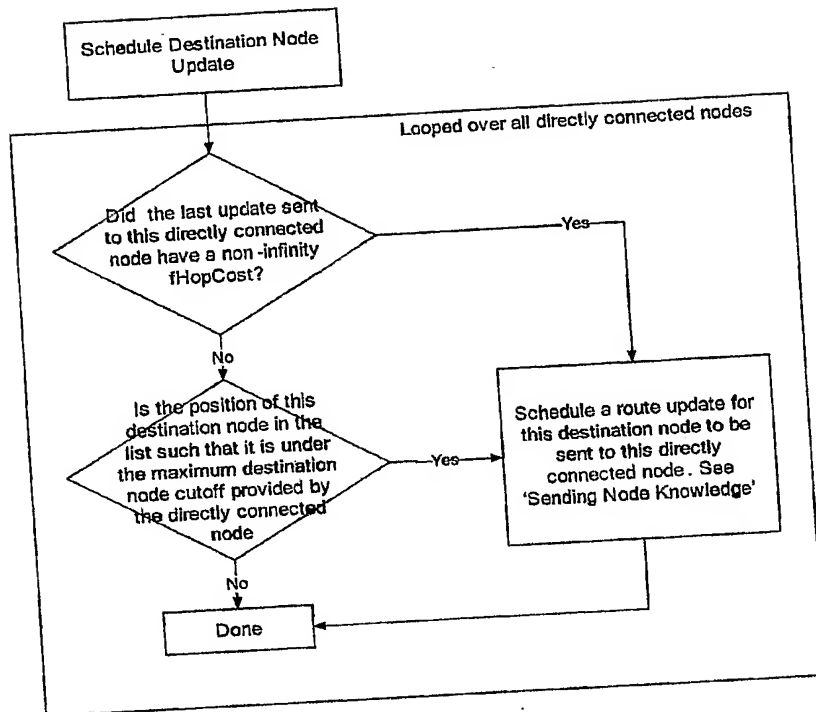 Schedule Destination Node
Update
Looped over all directly connected nodes
Did the last update sent
to this directly connected
node have a non-infinity
fHopCost?
Yes
No
Is the position of this
destination node in the
list such that it is under
the maximum destination
node cutoff provided by
the directly connected
node
Yes
Schedule a route update for
this destination node to be
sent to this directly
connected node. See
'Sending Node Knowledge'
No
Done